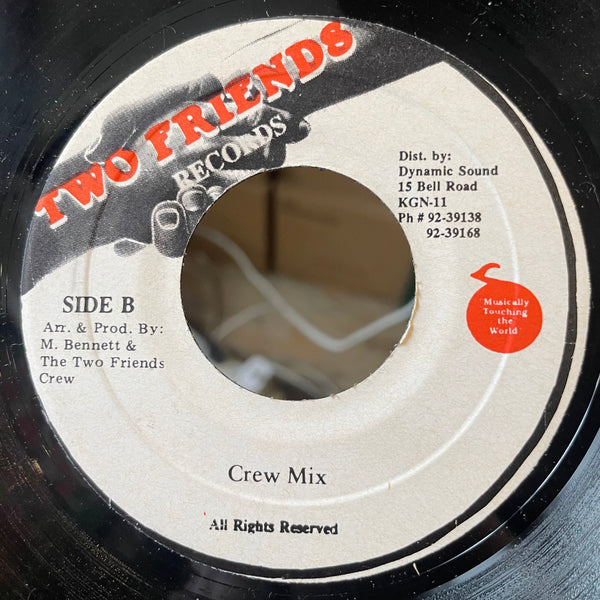 TWO FRIENDS
RECORDS
Dist. by:
Dynamic Sound
15 Bell Road
KGN-11
Ph # 92-39138
92-39168
SIDE B
Arr. & Prod. By:
M. Bennett &
The Two Friends
Crew
"Musically
Touching
the
World"
Crew Mix
All Rights Reserved